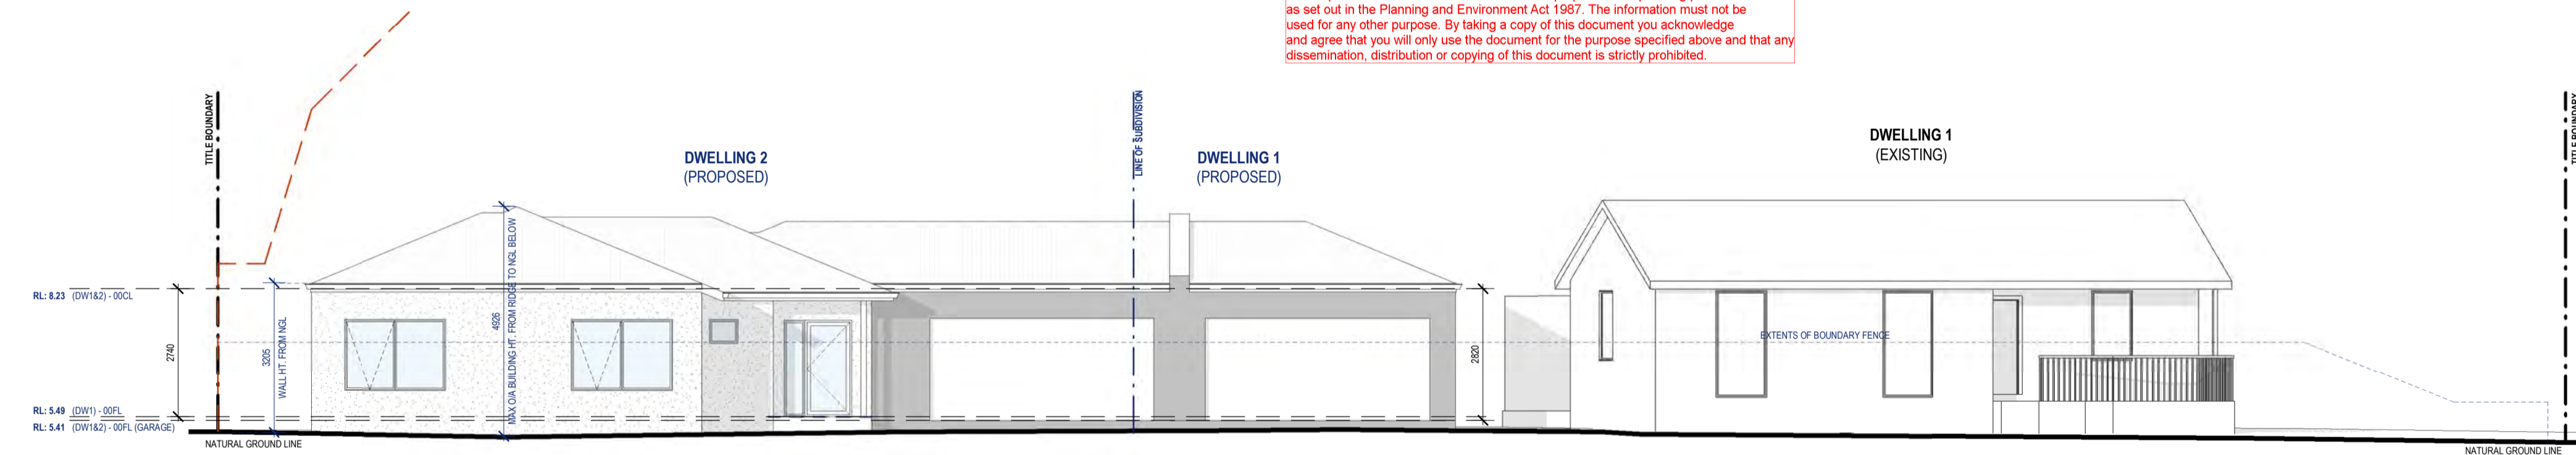 as set out in the Planning and Environment Act 1987. The information must not be
used for any other purpose. By taking a copy of this document you acknowledge
and agree that you will only use the document for the purpose specified above and that any
dissemination, distribution or copying of this document is strictly prohibited.
TITLE BOUNDARY
LINE OF SUBDIVISION
TITLE BOUNDARY
DWELLING 2
(PROPOSED)
DWELLING 1
(PROPOSED)
DWELLING 1
(EXISTING)
RL: 8.23 (DW1&2) - 00CL
2740
3205
WALL HT. FROM NGL
4926
MAX O/A BUILDING HT. FROM RIDGE TO NGL BELOW
2820
EXTENTS OF BOUNDARY FENCE
RL: 5.49 (DW1) - 00FL
RL: 5.41 (DW1&2) - 00FL (GARAGE)
NATURAL GROUND LINE
NATURAL GROUND LINE